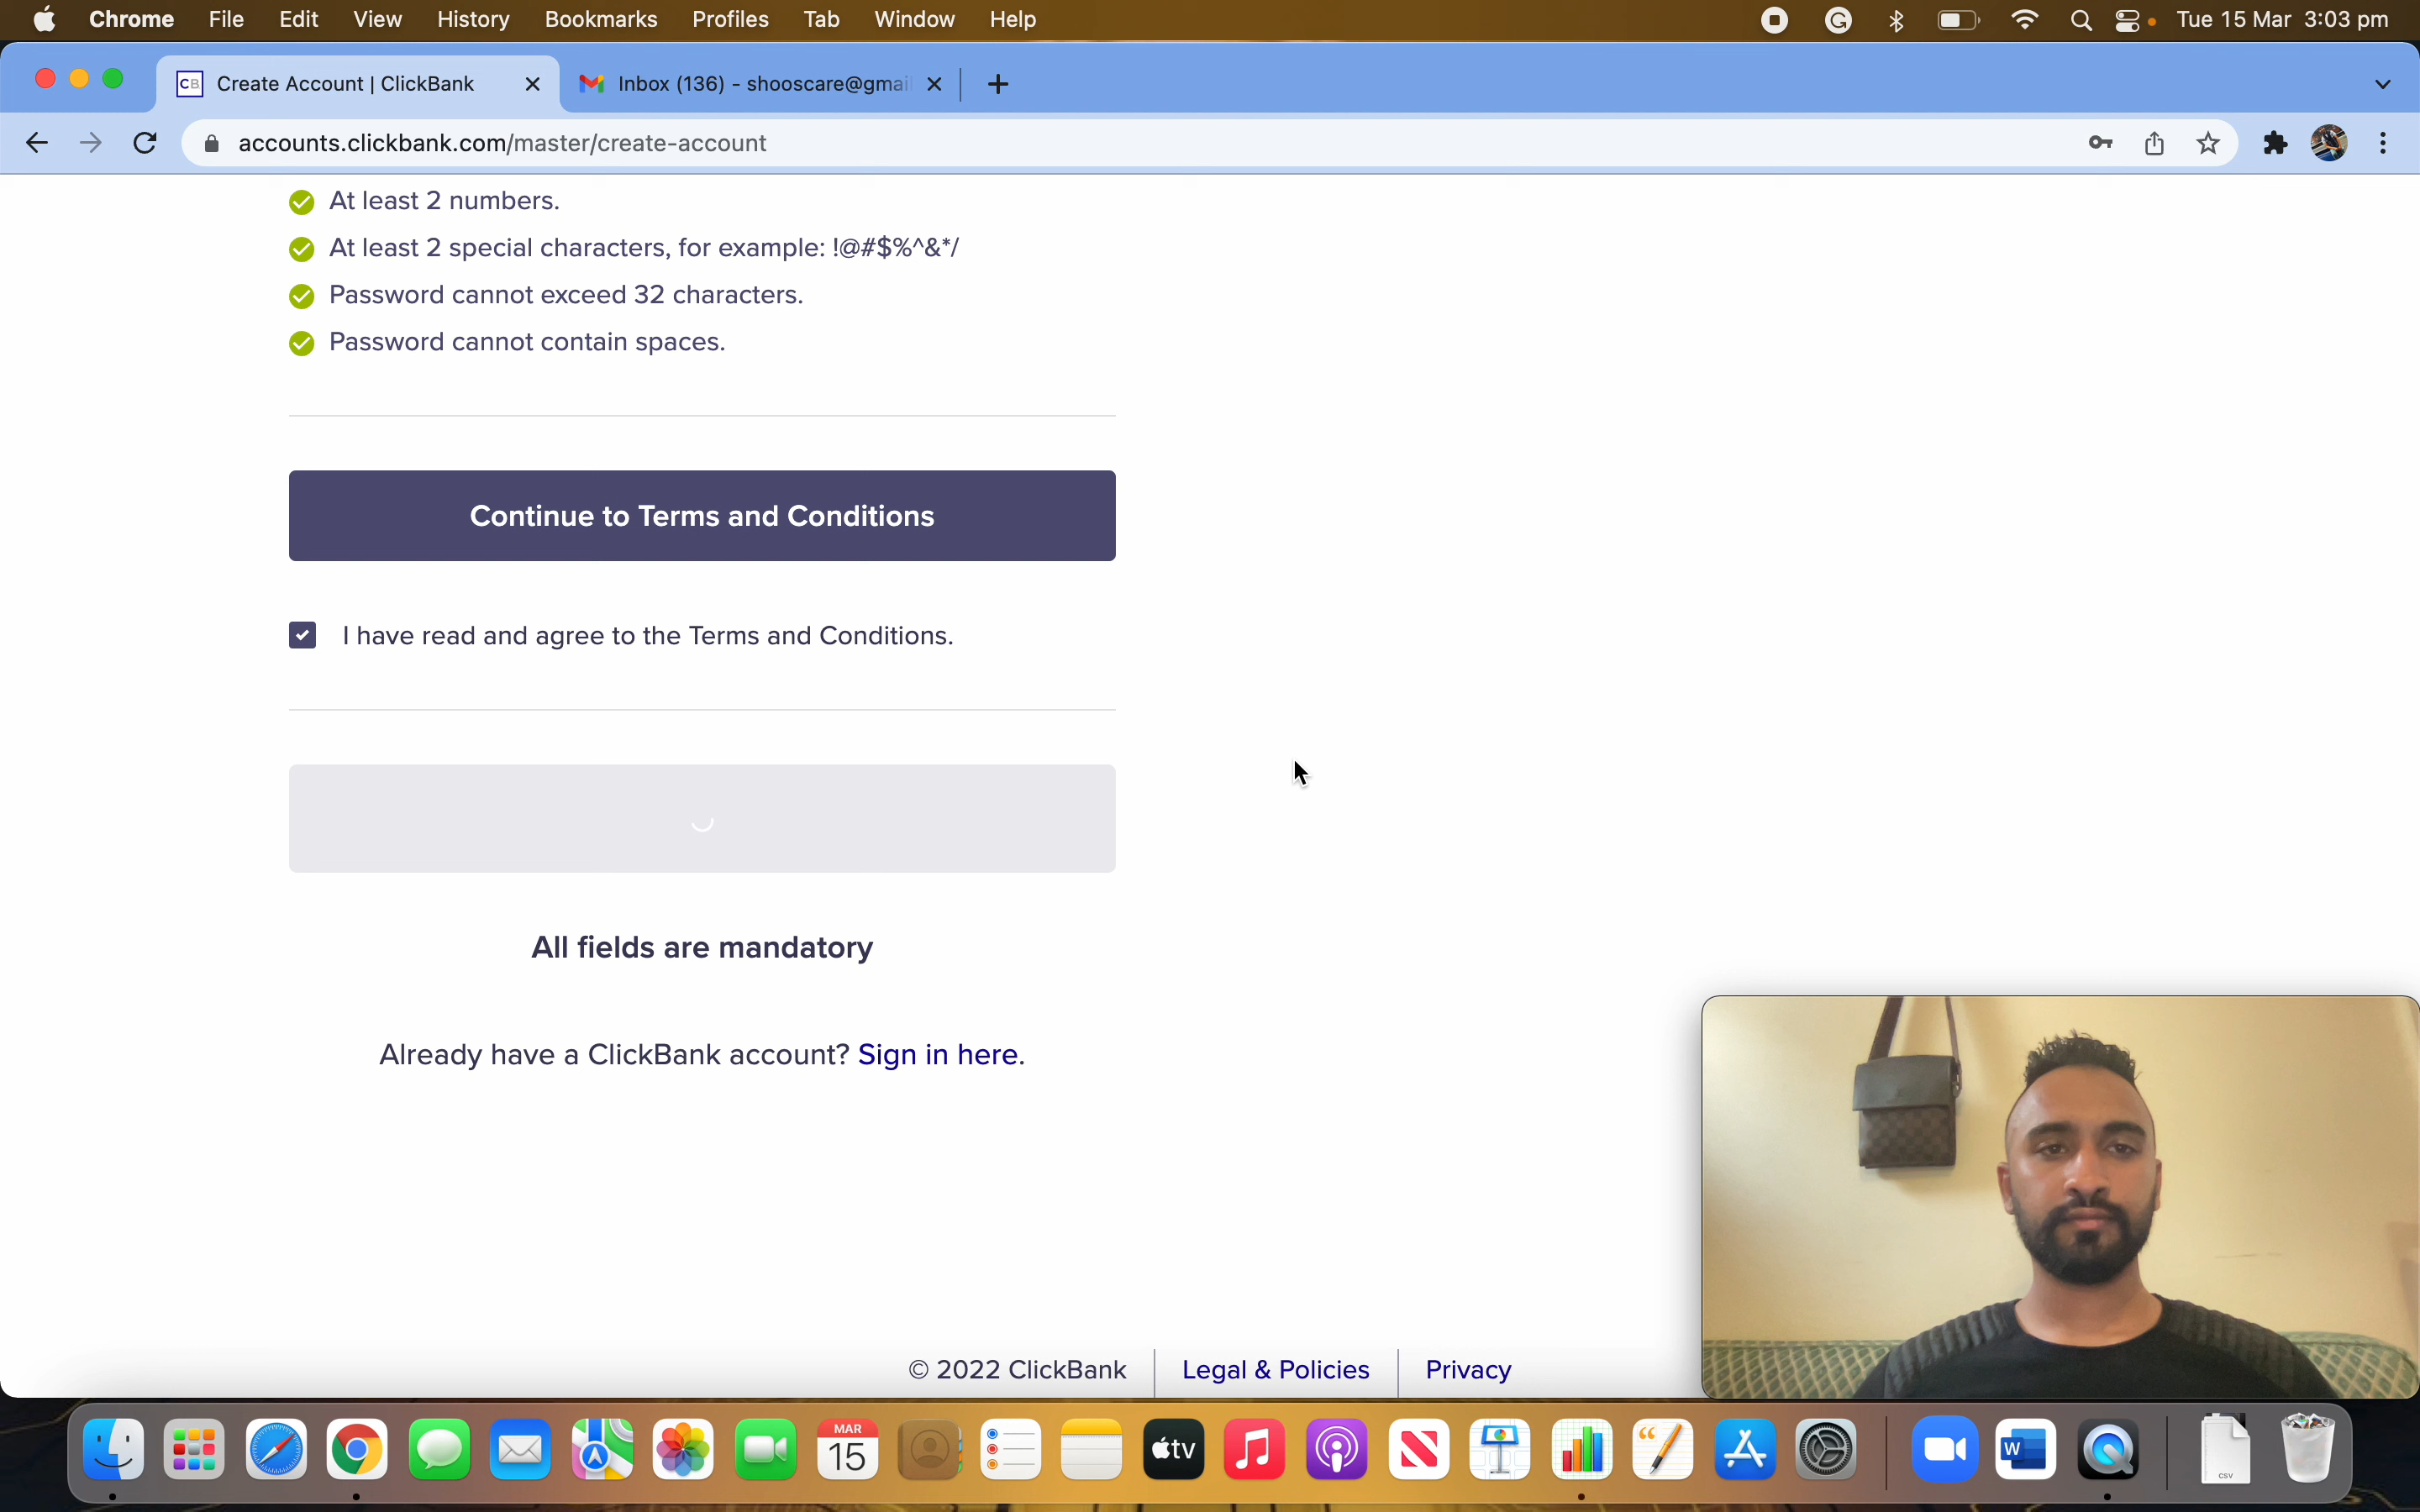 Chrome File Edit View History Bookmarks Profiles Tab Window Help Tue 15 Mar 3:03 pm
CB Create Account | ClickBank Inbox (136) - shooscare@gmai
accounts.clickbank.com/master/create-account
At least 2 numbers.
At least 2 special characters, for example: !@#$%^&*/
Password cannot exceed 32 characters.
Password cannot contain spaces.
Continue to Terms and Conditions
I have read and agree to the Terms and Conditions.
All fields are mandatory
Already have a ClickBank account? Sign in here.
© 2022 ClickBank Legal & Policies Privacy
MAR
15
tv
W
CSV